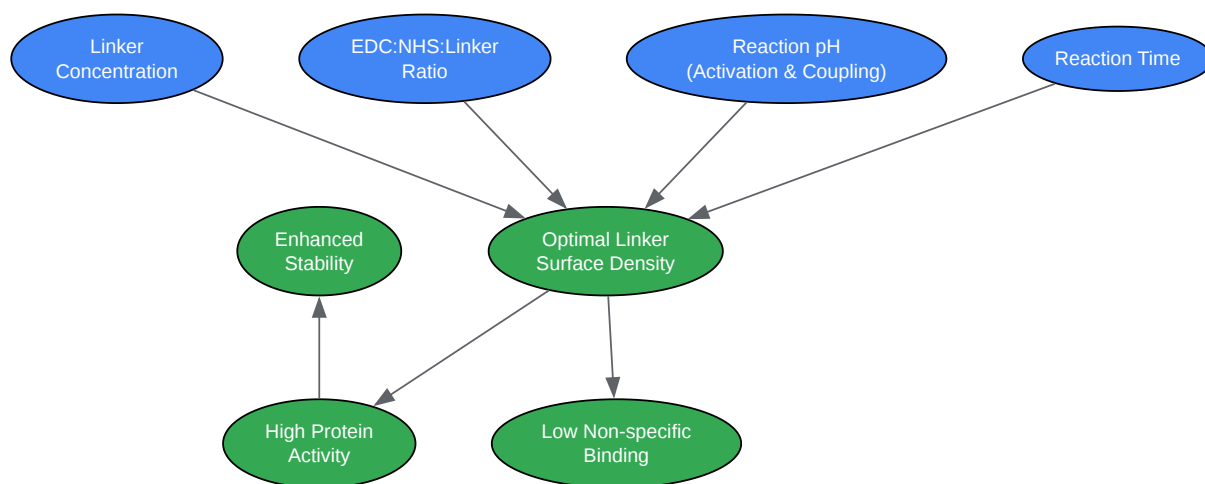 Linker
Concentration
EDC:NHS:Linker
Ratio
Reaction pH
(Activation & Coupling)
Reaction Time
Enhanced
Stability
Optimal Linker
Surface Density
High Protein
Activity
Low Non-specific
Binding